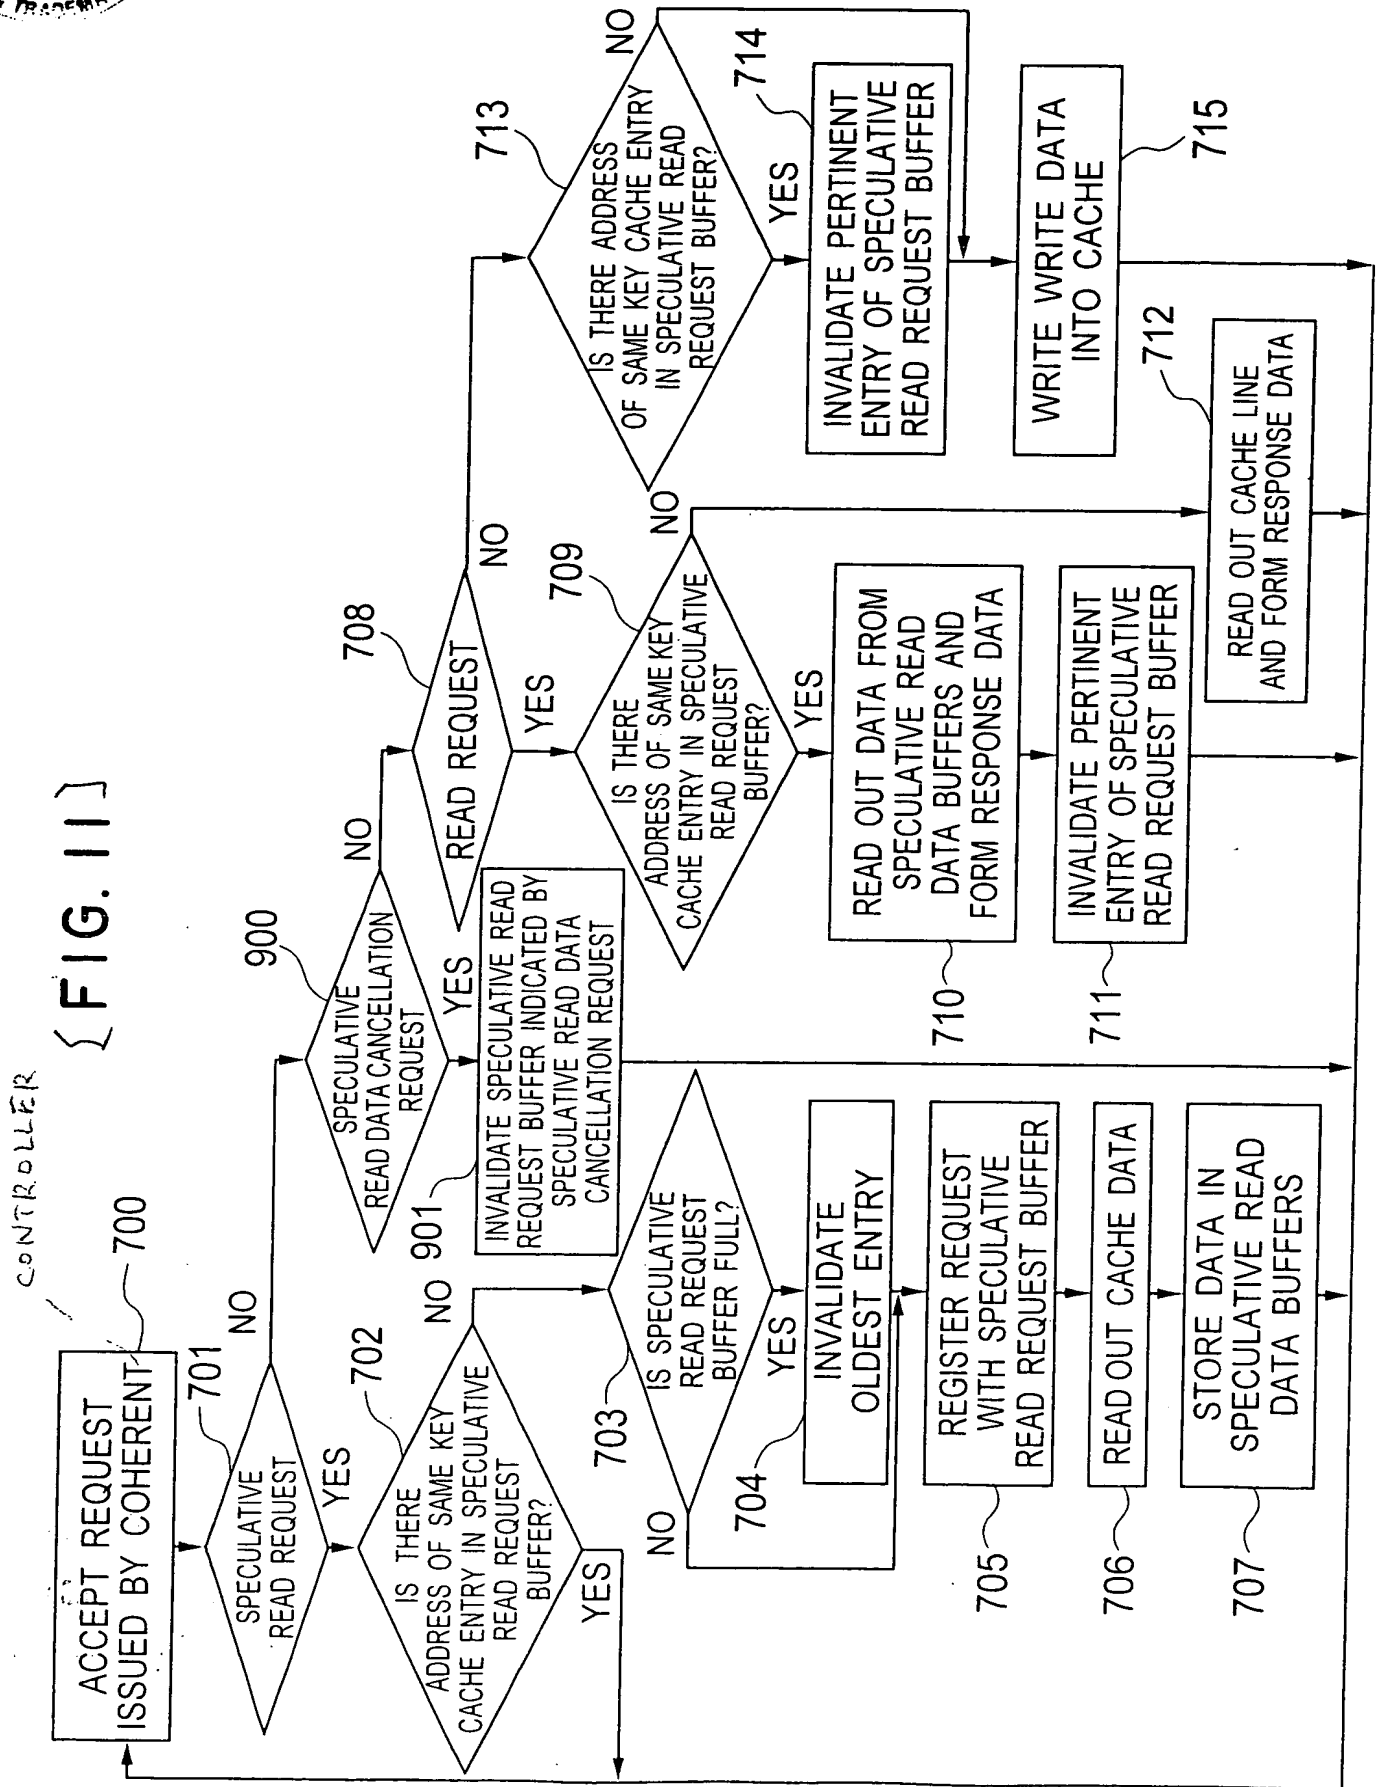 [FIG. 11]
CONTROLLER
ACCEPT REQUEST
ISSUED BY COHERENT
700
701
SPECULATIVE
READ REQUEST
NO
YES
702
IS THERE
ADDRESS OF SAME KEY
CACHE ENTRY IN SPECULATIVE
READ REQUEST
BUFFER?
NO
YES
703
IS SPECULATIVE
READ REQUEST
BUFFER FULL?
NO
YES
704
INVALIDATE
OLDEST ENTRY
705
REGISTER REQUEST
WITH SPECULATIVE
READ REQUEST BUFFER
706
READ OUT CACHE DATA
707
STORE DATA IN
SPECULATIVE READ
DATA BUFFERS
900
SPECULATIVE
READ DATA CANCELLATION
REQUEST
NO
YES
901
INVALIDATE SPECULATIVE READ
REQUEST BUFFER INDICATED BY
SPECULATIVE READ DATA
CANCELLATION REQUEST
708
READ REQUEST
NO
YES
709
IS THERE
ADDRESS OF SAME KEY
CACHE ENTRY IN SPECULATIVE
READ REQUEST
BUFFER?
NO
YES
710
READ OUT DATA FROM
SPECULATIVE READ
DATA BUFFERS AND
FORM RESPONSE DATA
711
INVALIDATE PERTINENT
ENTRY OF SPECULATIVE
READ REQUEST BUFFER
712
READ OUT CACHE LINE
AND FORM RESPONSE DATA
713
IS THERE ADDRESS
OF SAME KEY CACHE ENTRY
IN SPECULATIVE READ
REQUEST BUFFER?
NO
YES
714
INVALIDATE PERTINENT
ENTRY OF SPECULATIVE
READ REQUEST BUFFER
715
WRITE WRITE DATA
INTO CACHE